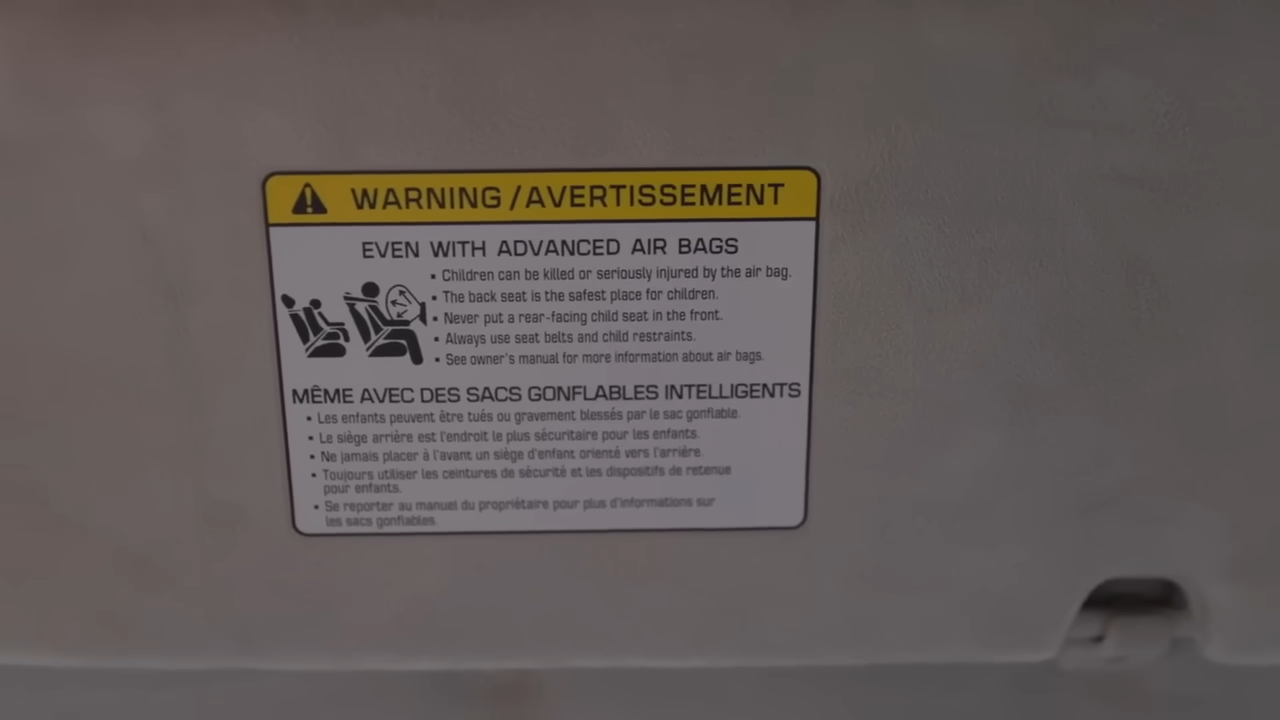 WARNING / AVERTISSEMENT
EVEN WITH ADVANCED AIR BAGS
▪ Children can be killed or seriously injured by the air bag.
▪ The back seat is the safest place for children.
▪ Never put a rear-facing child seat in the front.
▪ Always use seat belts and child restraints.
▪ See owner's manual for more information about air bags.
MÊME AVEC DES SACS GONFLABLES INTELLIGENTS
▪ Les enfants peuvent être tués ou gravement blessés par le sac gonflable.
▪ Le siège arrière est l'endroit le plus sécuritaire pour les enfants.
▪ Ne jamais placer à l'avant un siège d'enfant orienté vers l'arrière.
▪ Toujours utiliser les ceintures de sécurité et les dispositifs de retenue
pour enfants.
▪ Se reporter au manuel du propriétaire pour plus d'informations sur
les sacs gonflables.